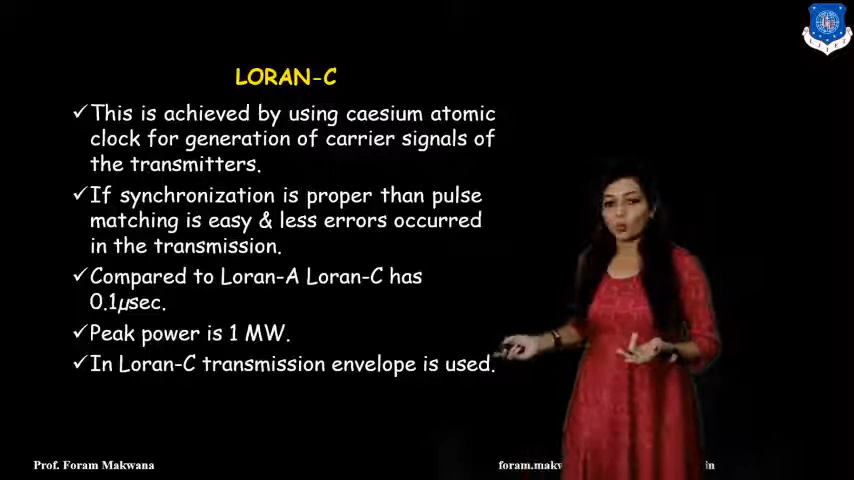 LORAN-C
✓This is achieved by using caesium atomic
clock for generation of carrier signals of
the transmitters.
✓If synchronization is proper than pulse
matching is easy & less errors occurred
in the transmission.
✓Compared to Loran-A Loran-C has
0.1µsec.
✓Peak power is 1 MW.
✓In Loran-C transmission envelope is used.
Prof. Foram Makwana